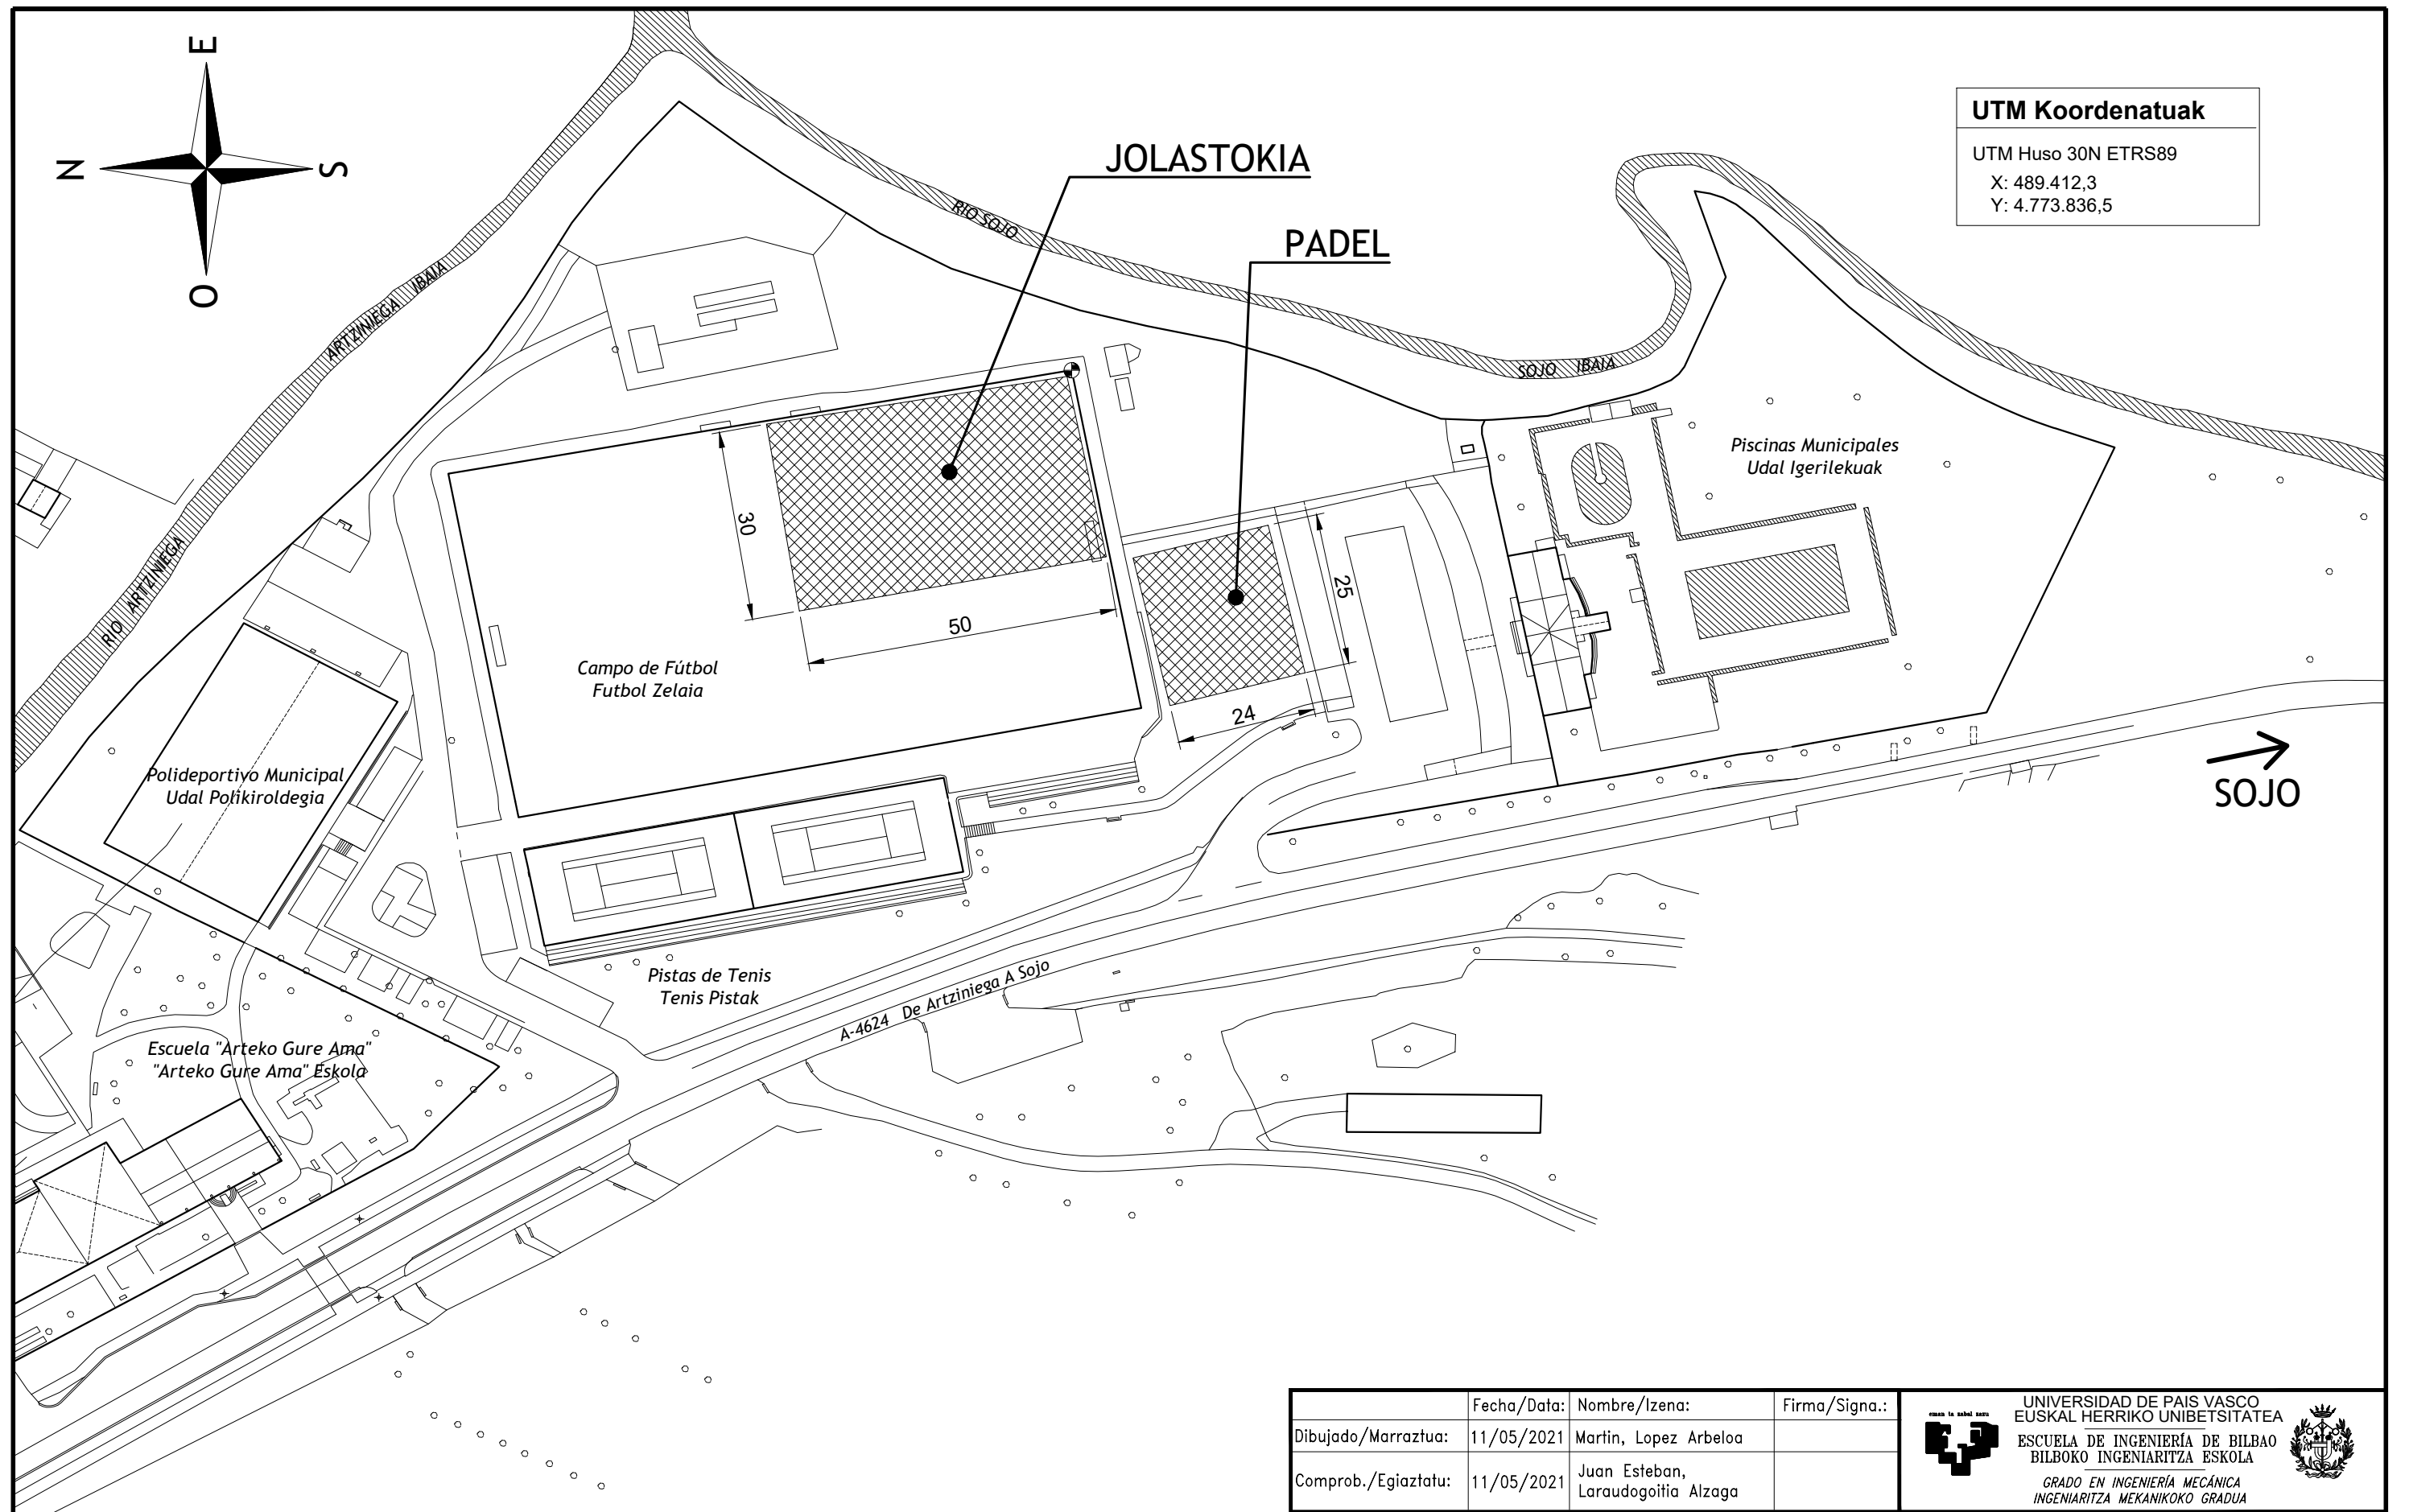 E
N
S
O
UTM Koordenatuak
UTM Huso 30N ETRS89
X: 489.412,3
Y: 4.773.836,5
JOLASTOKIA
PADEL
RIO SOJO
ARTZINIEGA IBAIA
SOJO IBAIA
Piscinas Municipales
Udal Igerilekuak
30
50
25
24
RIO ARTZINIEGA
Campo de Fútbol
Futbol Zelaia
Polideportivo Municipal
Udal Polikiroldegia
SOJO
Pistas de Tenis
Tenis Pistak
A-4624 De Artziniega A Sojo
Escuela "Arteko Gure Ama"
"Arteko Gure Ama" Eskola
Fecha/Data: Nombre/Izena: Firma/Signa.:
Dibujado/Marraztua: 11/05/2021 Martin, Lopez Arbeloa
Comprob./Egiaztatu: 11/05/2021 Juan Esteban,
Laraudogoitia Alzaga
eman ta zabal zazu
UNIVERSIDAD DE PAIS VASCO
EUSKAL HERRIKO UNIBETSITATEA
ESCUELA DE INGENIERÍA DE BILBAO
BILBOKO INGENIARITZA ESKOLA
GRADO EN INGENIERÍA MECÁNICA
INGENIARITZA MEKANIKOKO GRADUA